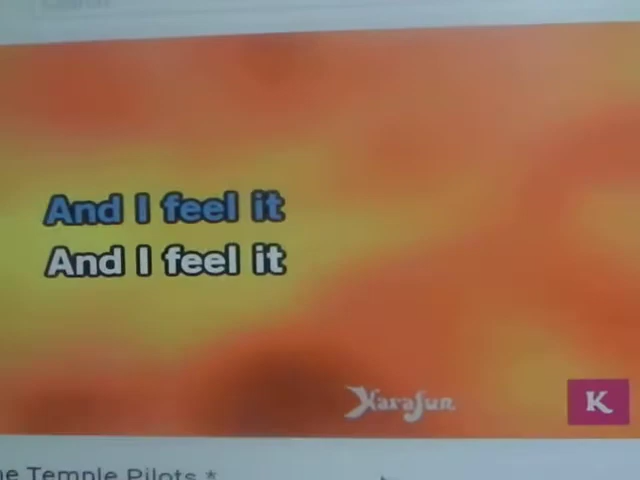 And I feel it
And I feel it
KaraFun
K
Temple Pilots *